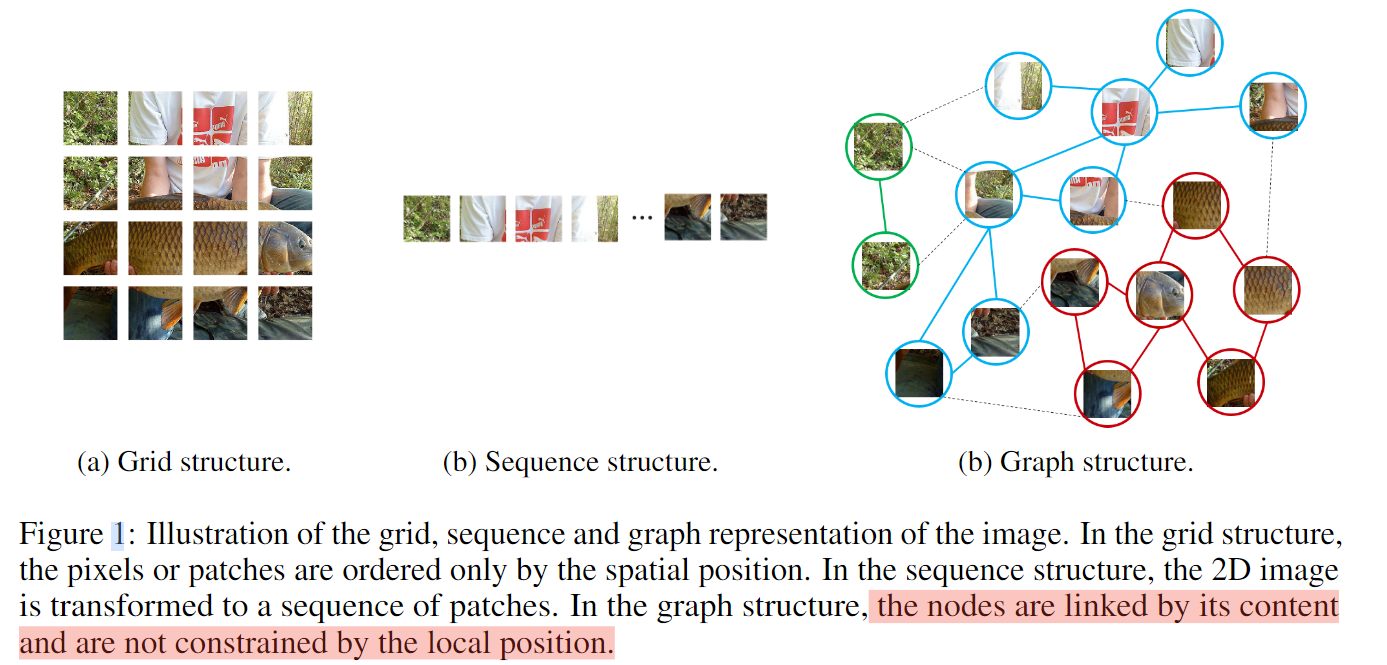 ...
(a) Grid structure.
(b) Sequence structure.
(b) Graph structure.
Figure 1: Illustration of the grid, sequence and graph representation of the image. In the grid structure,
the pixels or patches are ordered only by the spatial position. In the sequence structure, the 2D image
is transformed to a sequence of patches. In the graph structure, the nodes are linked by its content
and are not constrained by the local position.